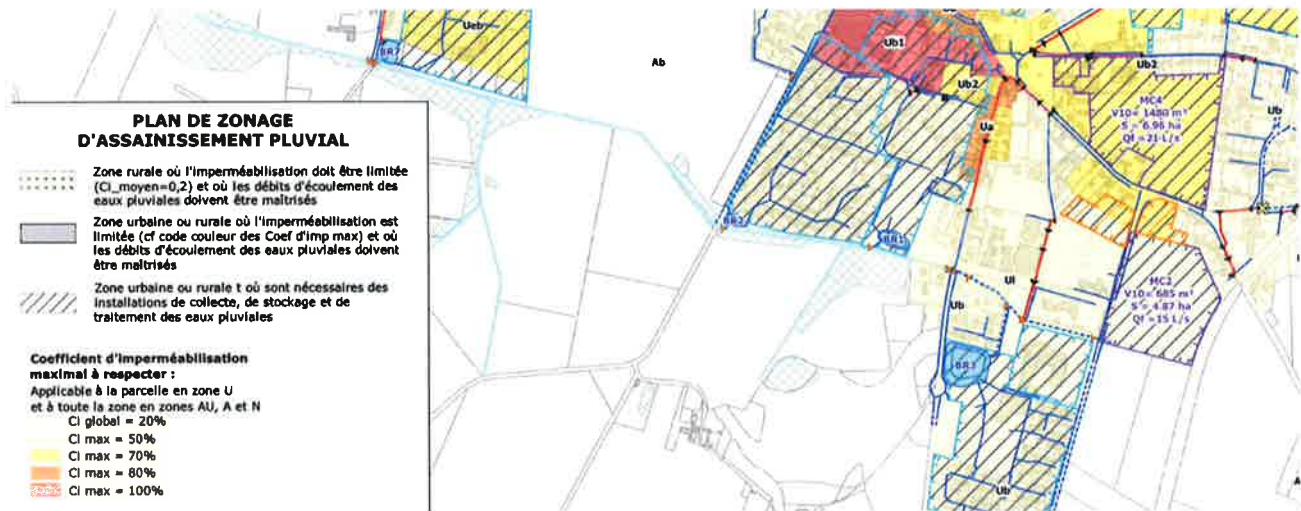 PLAN DE ZONAGE
D'ASSAINISSEMENT PLUVIAL
Zone rurale où l'imperméabilisation doit être limitée
(Ci_moyen=0,2) et où les débits d'écoulement des
eaux pluviales doivent être maîtrisés
Zone urbaine ou rurale où l'imperméabilisation est
limitée (cf code couleur des Coef d'imp max) et où
les débits d'écoulement des eaux pluviales doivent
être maîtrisés
Zone urbaine ou rurale t où sont nécessaires des
installations de collecte, de stockage et de
traitement des eaux pluviales
Coefficient d'imperméabilisation
maximal à respecter :
Applicable à la parcelle en zone U
et à toute la zone en zones AU, A et N
Ci global = 20%
Ci max = 50%
Ci max = 70%
Ci max = 80%
Ci max = 100%
Ueb
BR7
Ab
Ub1
Ub2
Ub2
MC4
V10= 1480 m³
S = 6.96 ha
Qf =21 L/s
Ub
Ua
BR2
BR1
Ul
Ub
MC2
V10= 685 m³
S = 4.87 ha
Qf =15 L/s
BR3
Ub